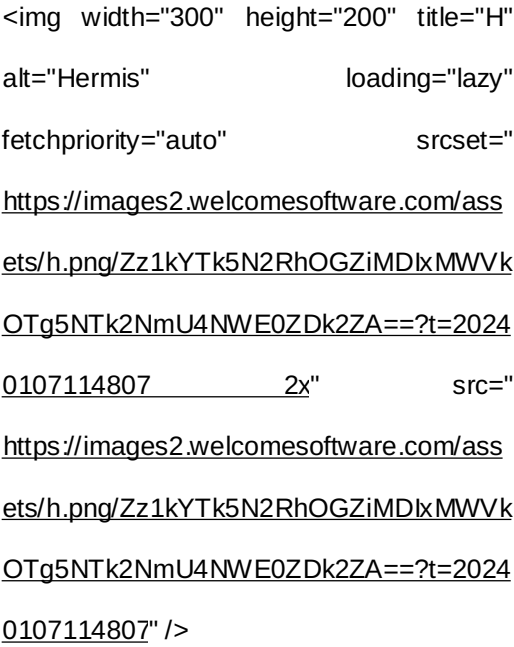 <img width="300" height="200" title="H"
alt="Hermis" loading="lazy"
fetchpriority="auto" srcset="
https://images2.welcomesoftware.com/ass
ets/h.png/Zz1kYTk5N2RhOGZiMDIxMWVk
OTg5NTk2NmU4NWE0ZDk2ZA==?t=2024
0107114807 2x" src="
https://images2.welcomesoftware.com/ass
ets/h.png/Zz1kYTk5N2RhOGZiMDIxMWVk
OTg5NTk2NmU4NWE0ZDk2ZA==?t=2024
0107114807" />